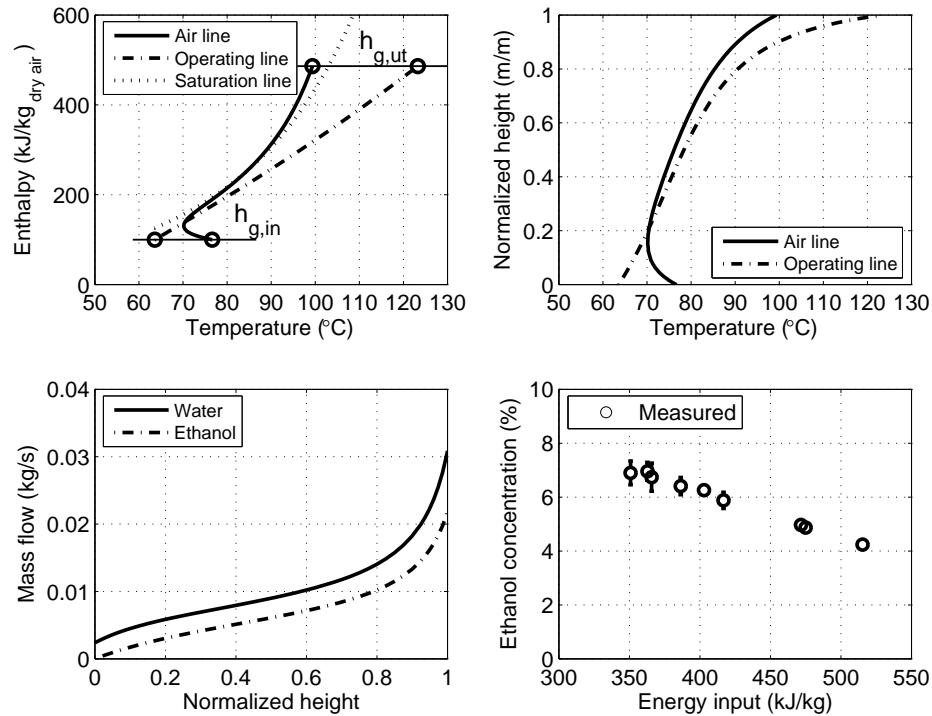 600
400
200
0
50 60 70 80 90 100 110 120 130
Enthalpy (kJ/kg dry air)
Temperature (°C)
Air line
Operating line
Saturation line
h g,ut
h g,in
1
0.8
0.6
0.4
0.2
0
50 60 70 80 90 100 110 120 130
Normalized height (m/m)
Temperature (°C)
Air line
Operating line
0.04
0.03
0.02
0.01
0
0 0.2 0.4 0.6 0.8 1
Mass flow (kg/s)
Normalized height
Water
Ethanol
10
8
6
4
2
0
300 350 400 450 500 550
Ethanol concentration (%)
Energy input (kJ/kg)
Measured